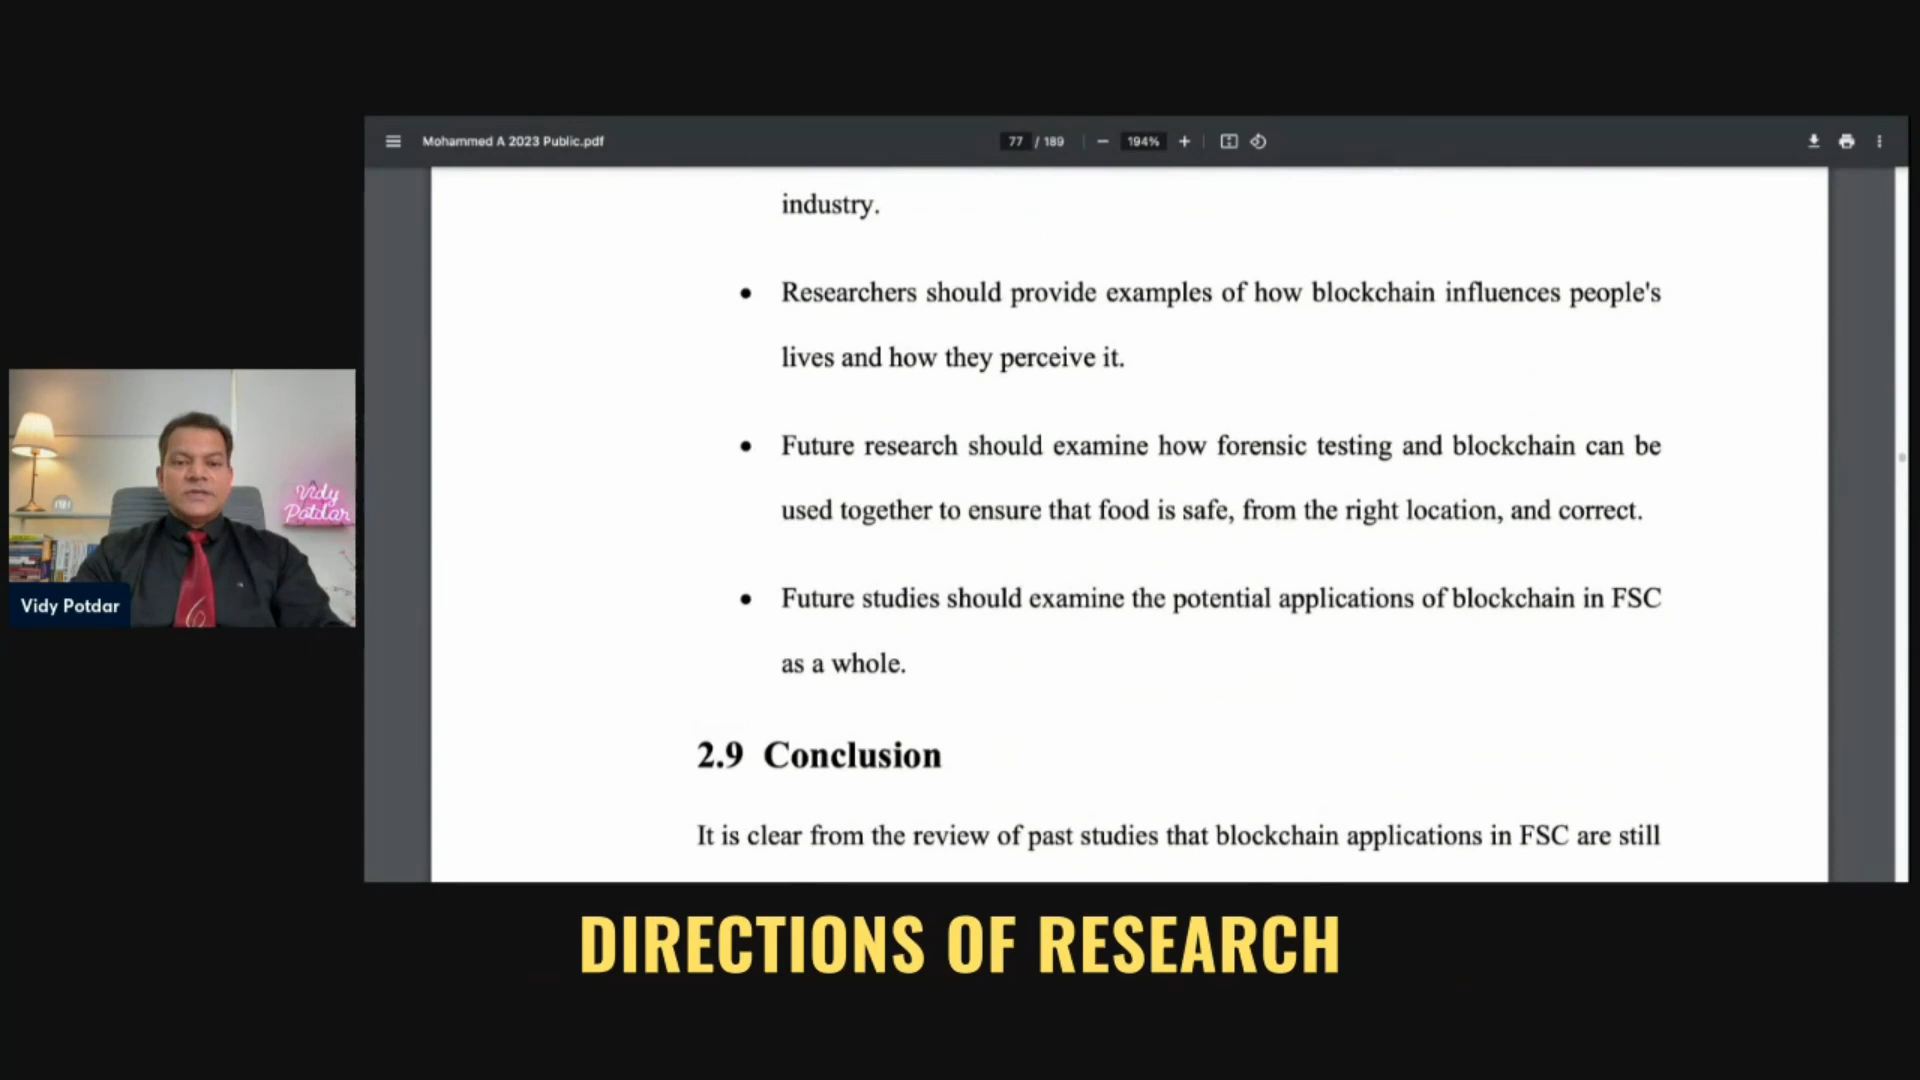 Mohammed A 2023 Public.pdf
77 / 189
194%
industry.
• Researchers should provide examples of how blockchain influences people's
lives and how they perceive it.
• Future research should examine how forensic testing and blockchain can be
used together to ensure that food is safe, from the right location, and correct.
• Future studies should examine the potential applications of blockchain in FSC
as a whole.
2.9 Conclusion
It is clear from the review of past studies that blockchain applications in FSC are still
Vidy
Potdar
Vidy Potdar
DIRECTIONS OF RESEARCH